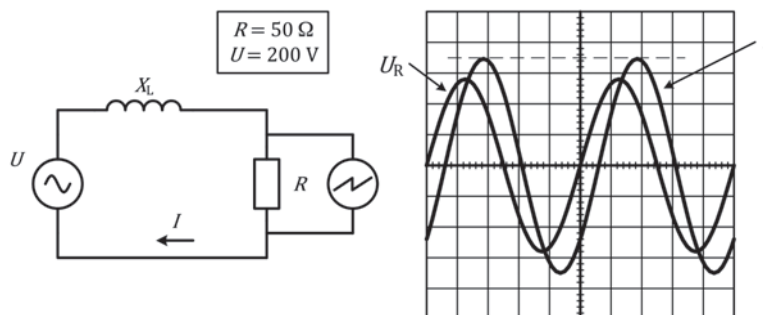 R = 50 Ω
U = 200 V
X_L
U
R
I
U_R